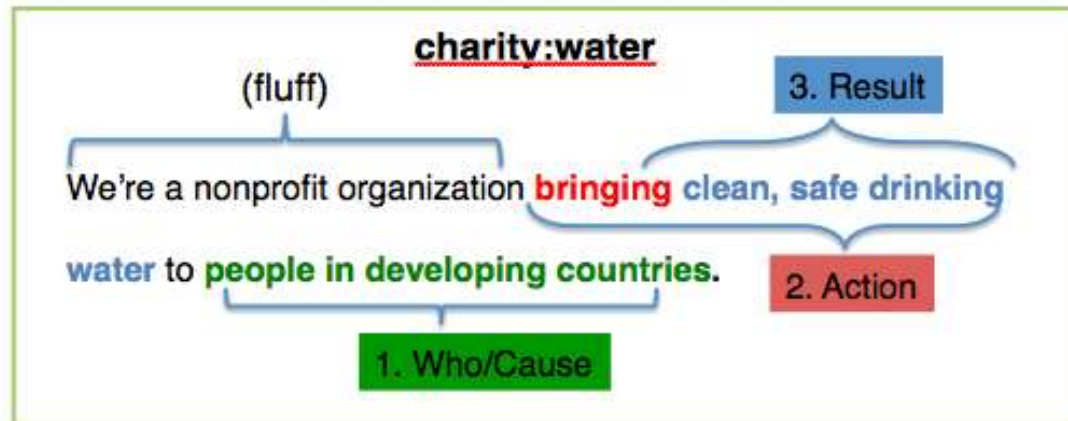 charity:water
(fluff)
3. Result
We're a nonprofit organization bringing clean, safe drinking
water to people in developing countries.
2. Action
1. Who/Cause